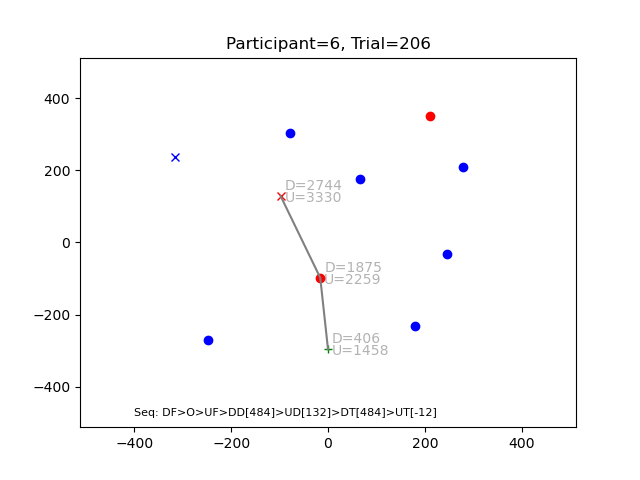 Participant=6, Trial=206
400
200
0
−200
−400
D=2744
U=3330
D=1875
U=2259
D=406
U=1458
Seq: DF>O>UF>DD[484]>UD[132]>DT[484]>UT[-12]
−400 −200 0 200 400